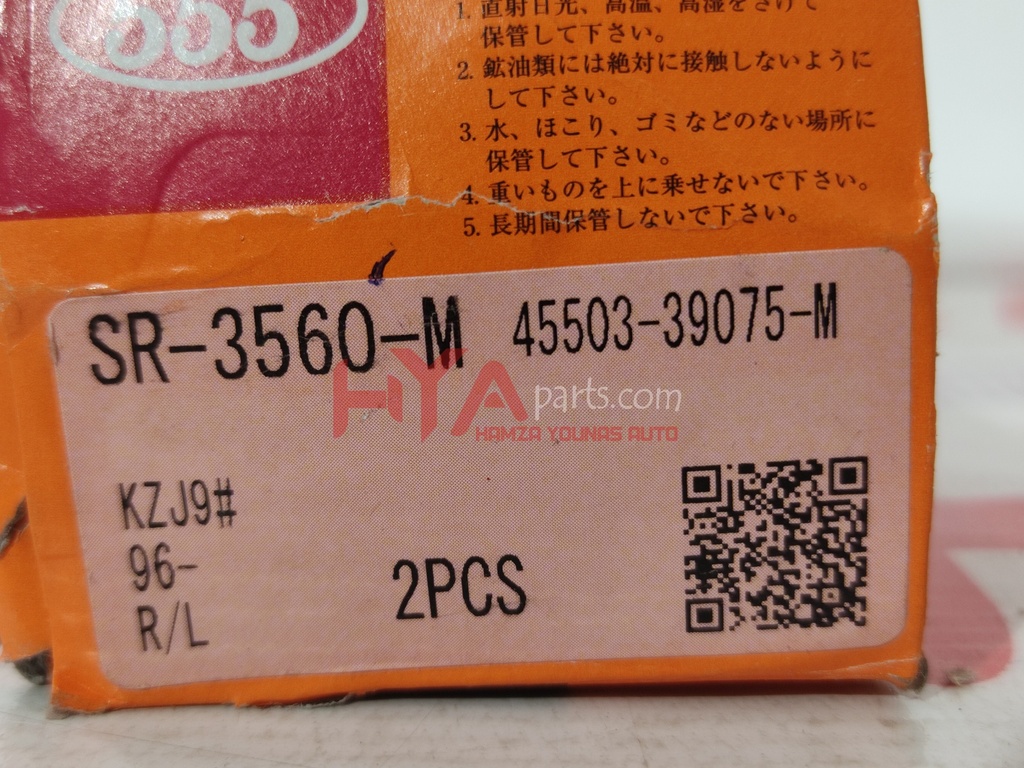 555
1. 直射日光、高温、高湿をさけて
保管して下さい。
2. 鉱油類には絶対に接触しないように
して下さい。
3. 水、ほこり、ゴミなどのない場所に
保管して下さい。
4. 重いものを上に乗せないで下さい。
5. 長期間保管しないで下さい。
SR-3560-M 45503-39075-M
HYAparts.com
HAMZA YOUNAS AUTO
KZJ9#
96-
R/L
2PCS